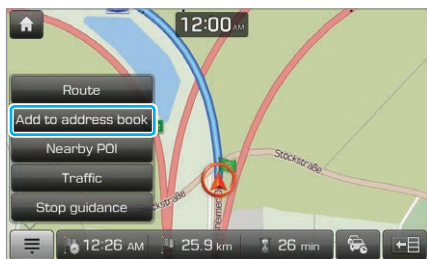 12:00 AM
Route
Add to address book
Nearby POI
Traffic
Stop guidance
Stockstraße
12:26 AM 25.9 km 26 min